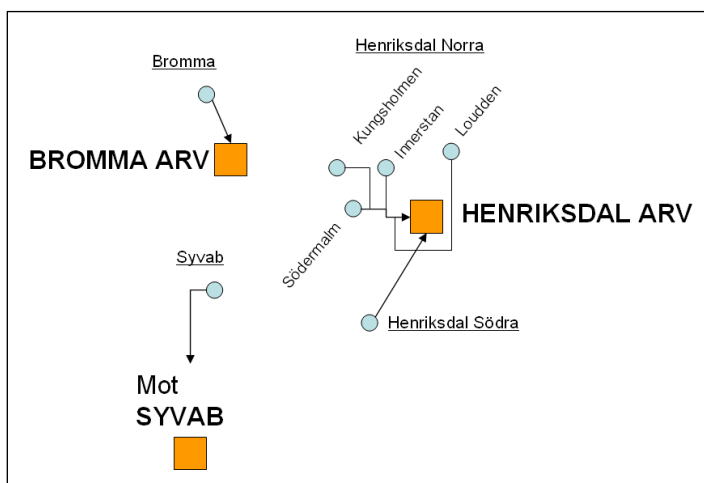 Henriksdal Norra
Bromma
Kungsholmen
Innerstan
Loudden
BROMMA ARV
HENRIKSDAL ARV
Södermalm
Syvab
Henriksdal Södra
Mot
SYVAB